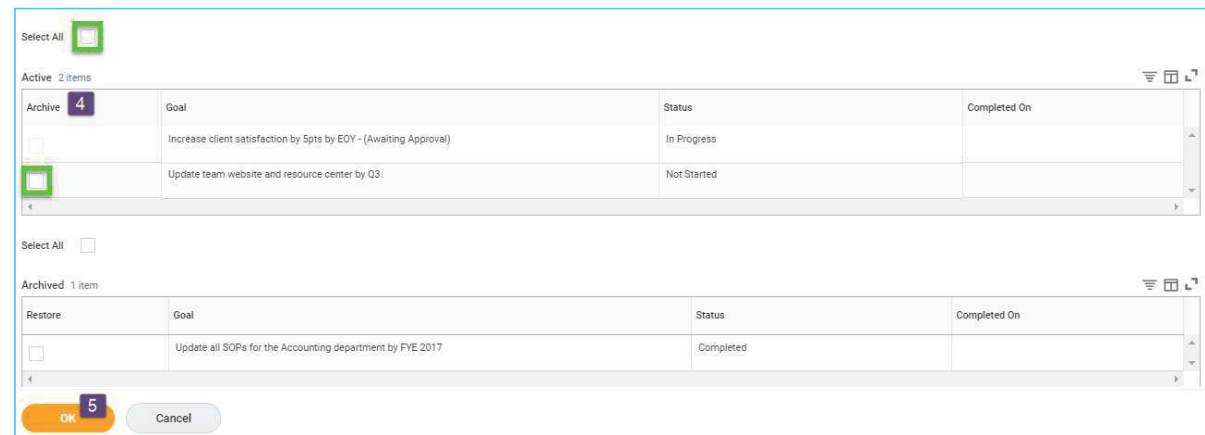 Select All
Active 2 items
Archive 4 Goal Status Completed On
Increase client satisfaction by 5pts by EOY - (Awaiting Approval) In Progress
Update team website and resource center by Q3. Not Started
Select All
Archived 1 item
Restore Goal Status Completed On
Update all SOPs for the Accounting department by FYE 2017 Completed
OK 5 Cancel